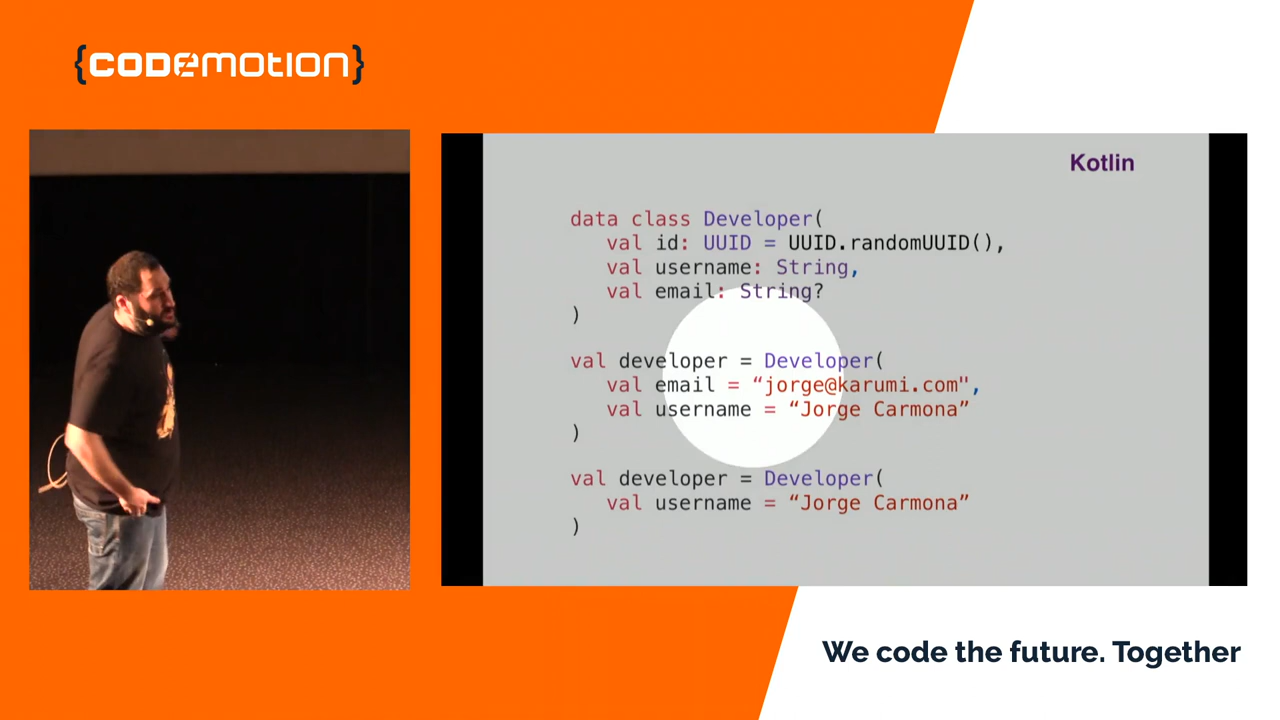 {CODEMOTION}
Kotlin
data class Developer(
val id: UUID = UUID.randomUUID(),
val username: String,
val email: String?
)
val developer = Developer(
val email = “jorge@karumi.com",
val username = “Jorge Carmona”
)
val developer = Developer(
val username = “Jorge Carmona”
)
We code the future. Together